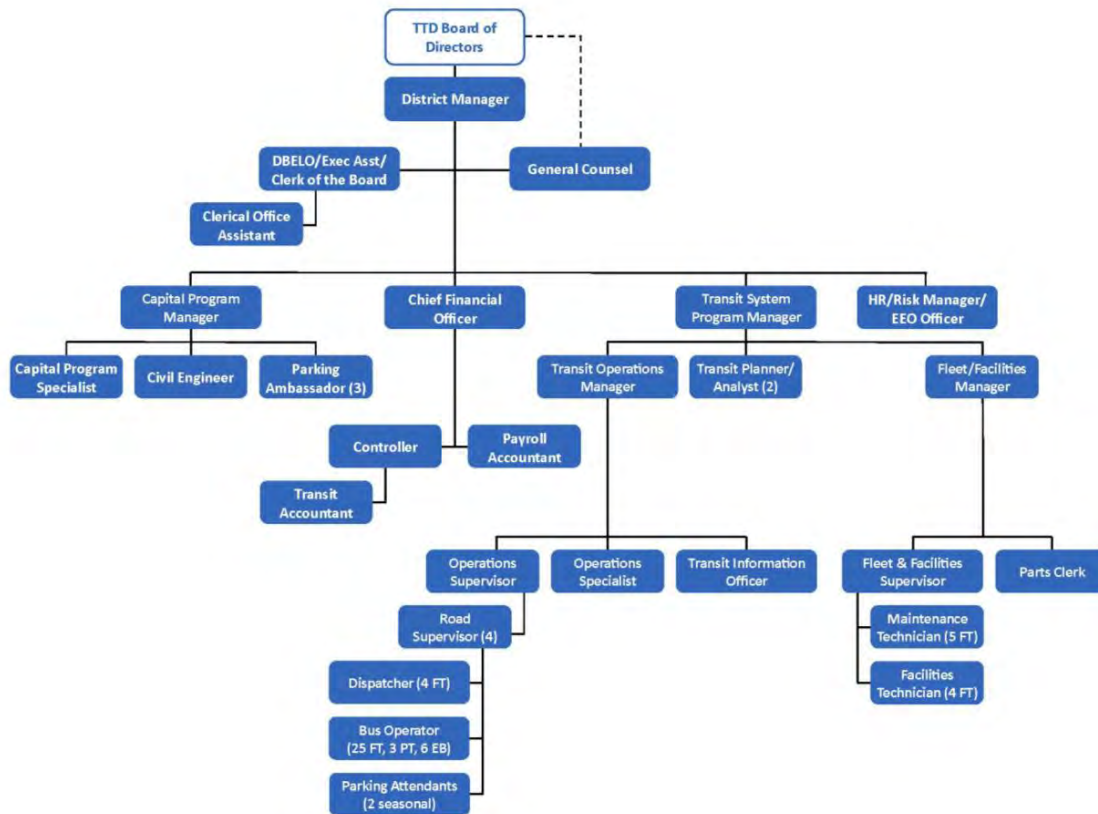 TTD Board of
Directors
District Manager
DBELO/Exec Asst/
Clerk of the Board
General Counsel
Clerical Office
Assistant
Capital Program
Manager
Chief Financial
Officer
Transit System
Program Manager
HR/Risk Manager/
EEO Officer
Capital Program
Specialist
Civil Engineer
Parking
Ambassador (3)
Transit Operations
Manager
Transit Planner/
Analyst (2)
Fleet/Facilities
Manager
Controller
Payroll
Accountant
Transit
Accountant
Operations
Supervisor
Operations
Specialist
Transit Information
Officer
Fleet & Facilities
Supervisor
Parts Clerk
Road
Supervisor (4)
Maintenance
Technician (5 FT)
Dispatcher (4 FT)
Facilities
Technician (4 FT)
Bus Operator
(25 FT, 3 PT, 6 EB)
Parking Attendants
(2 seasonal)